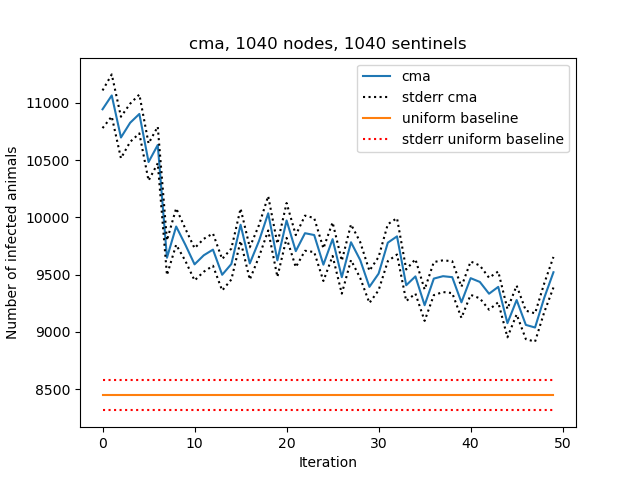 cma, 1040 nodes, 1040 sentinels
cma
stderr cma
uniform baseline
stderr uniform baseline
Number of infected animals
11000
10500
10000
9500
9000
8500
0
10
20
30
40
50
Iteration